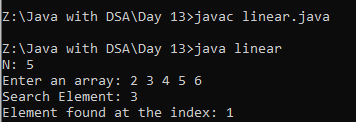 Z:\Java with DSA\Day 13>javac linear.java
Z:\Java with DSA\Day 13>java linear
N: 5
Enter an array: 2 3 4 5 6
Search Element: 3
Element found at the index: 1